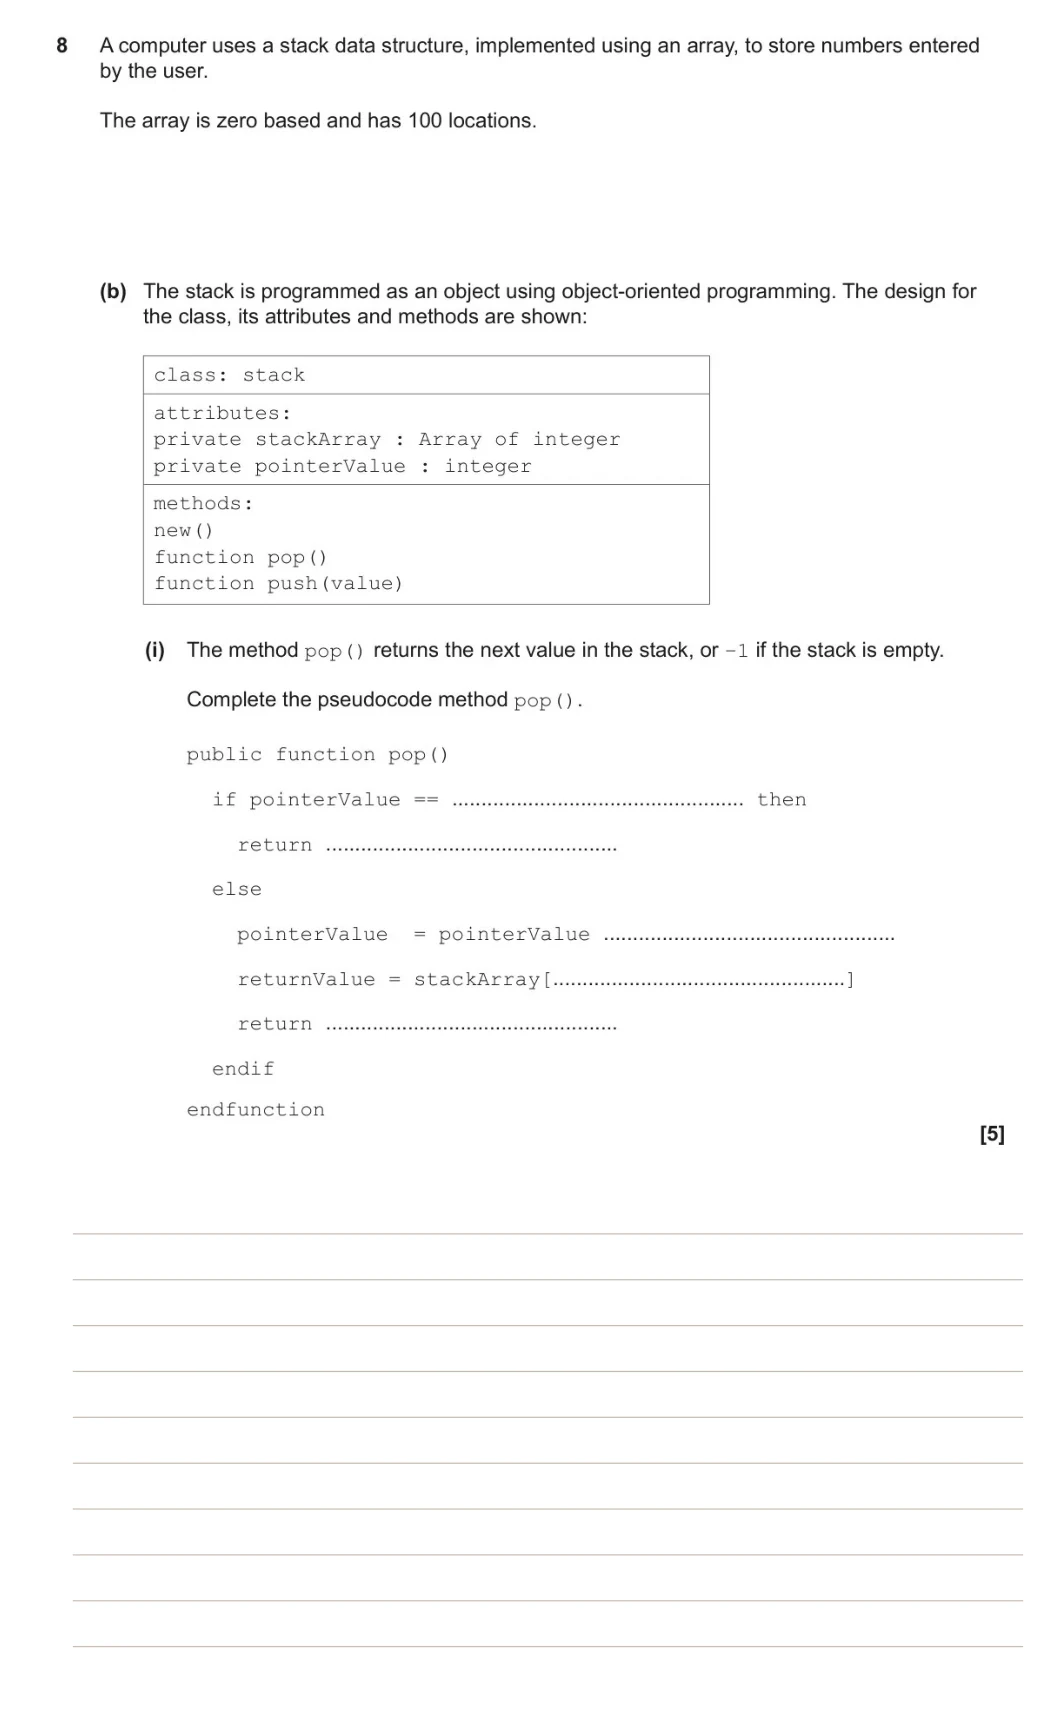 8 A computer uses a stack data structure, implemented using an array, to store numbers entered
by the user.
The array is zero based and has 100 locations.
(b) The stack is programmed as an object using object-oriented programming. The design for
the class, its attributes and methods are shown:
class: stack
attributes:
private stackArray : Array of integer
private pointerValue : integer
methods:
new()
function pop()
function push(value)
(i) The method pop() returns the next value in the stack, or -1 if the stack is empty.
Complete the pseudocode method pop().
public function pop()
if pointerValue == .................................................. then
return ..................................................
else
pointerValue = pointerValue ..................................................
returnValue = stackArray[..................................................]
return ..................................................
endif
endfunction
[5]